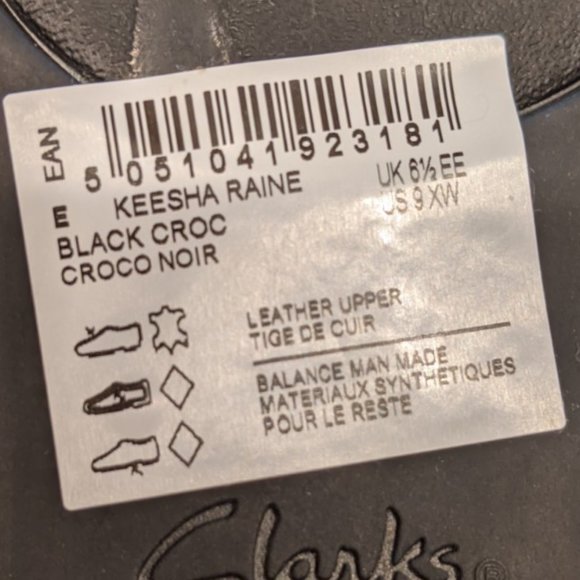 EAN
5 051041 923181
E KEESHA RAINE
UK 6½ EE
BLACK CROC
US 9 XW
CROCO NOIR
LEATHER UPPER
TIGE DE CUIR
BALANCE MAN MADE
MATERIAUX SYNTHETIQUES
POUR LE RESTE
Clarks ®